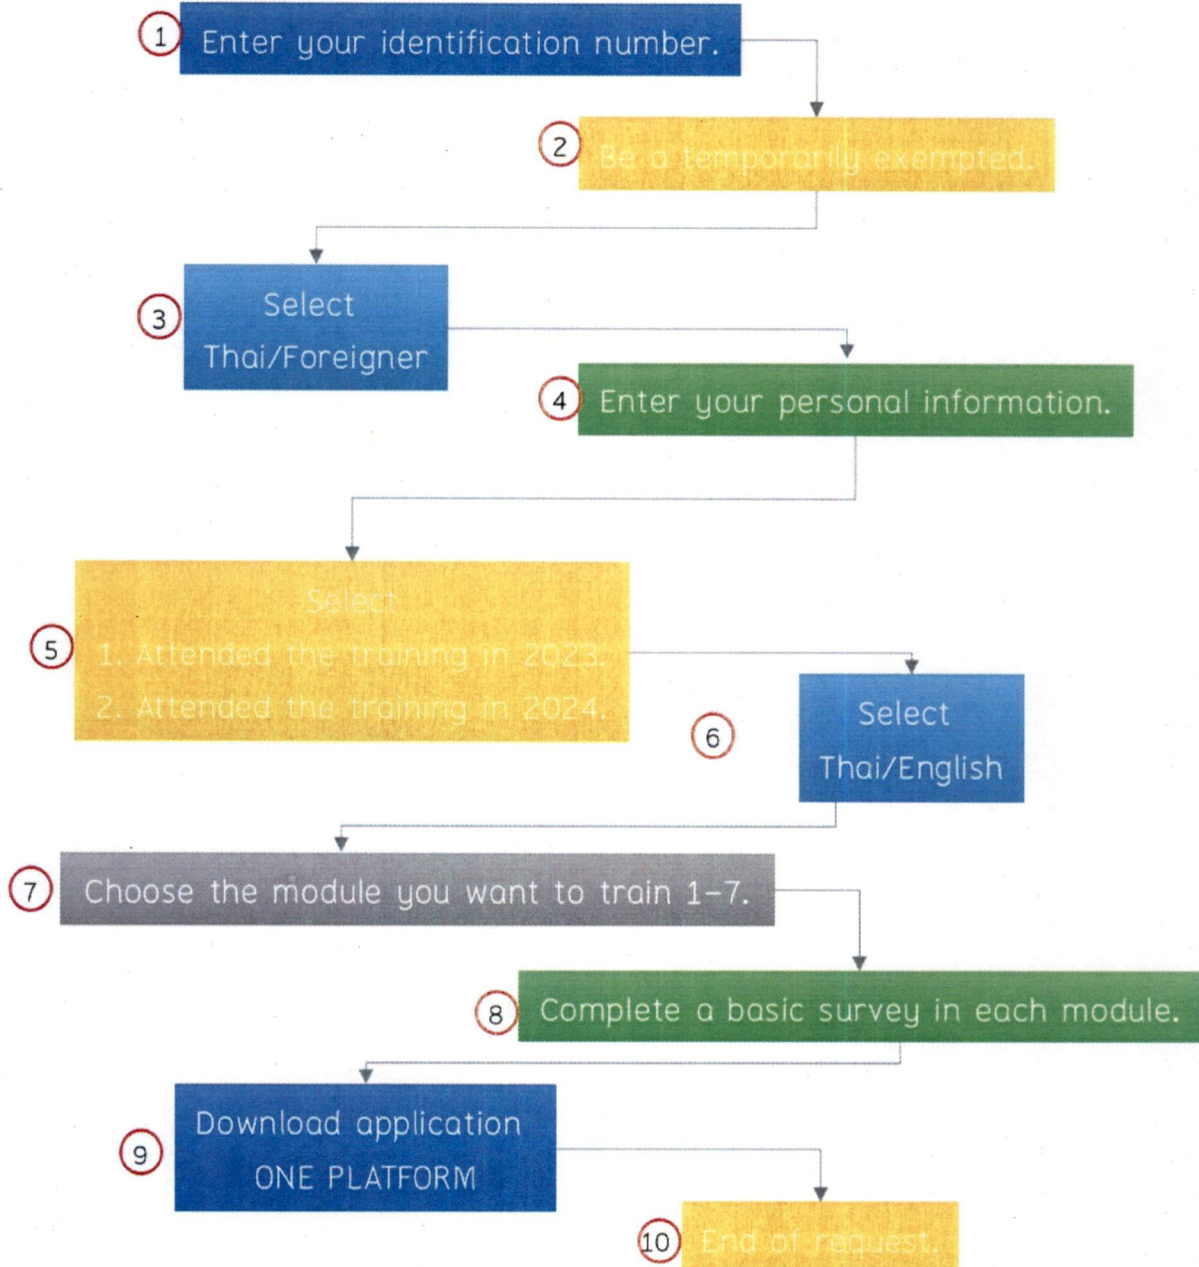 1 Enter your identification number.
2 Be a temporarily exempted.
3 Select
Thai/Foreigner
4 Enter your personal information.
5 Select
1. Attended the training in 2023.
2. Attended the training in 2024.
6 Select
Thai/English
7 Choose the module you want to train 1–7.
8 Complete a basic survey in each module.
9 Download application
ONE PLATFORM
10 End of request.